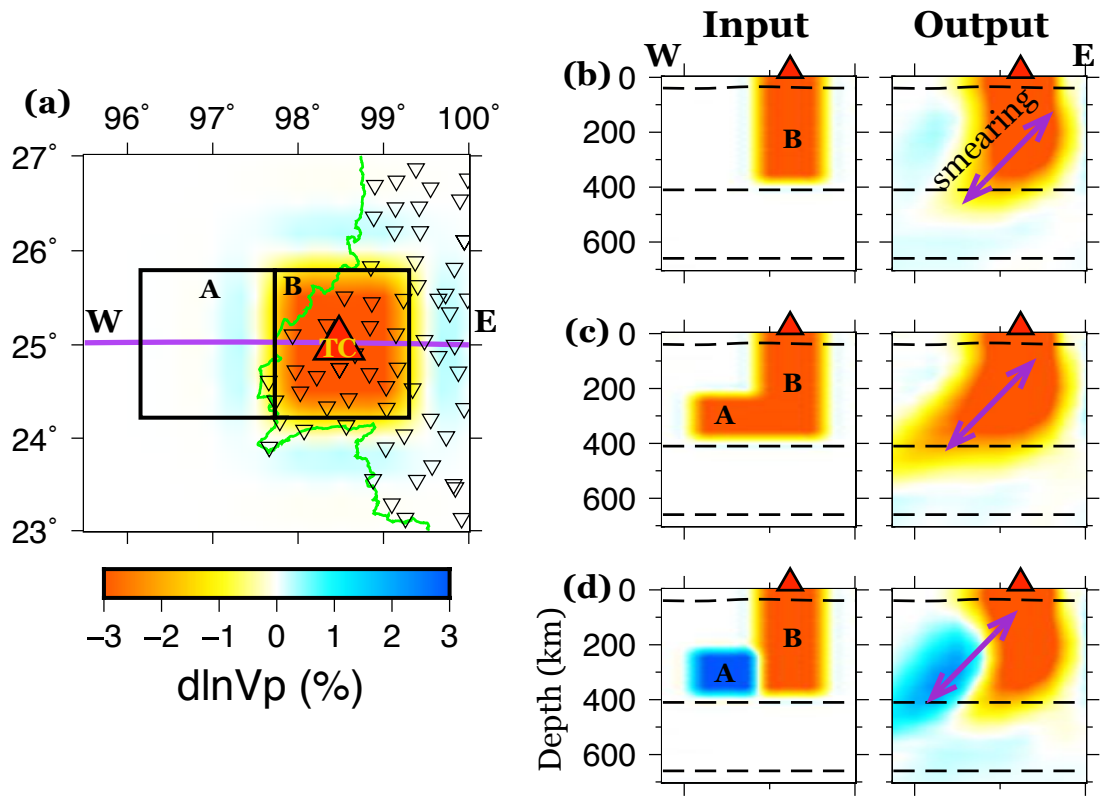 Input Output
W E
(a)
96° 97° 98° 99° 100°
27°
26°
25°
24°
23°
A B
W E
TC
−3 −2 −1 0 1 2 3
dlnVp (%)
(b)
0
200
400
600
B
smearing
(c)
0
200
400
600
A B
(d)
0
200
400
600
A B
Depth (km)